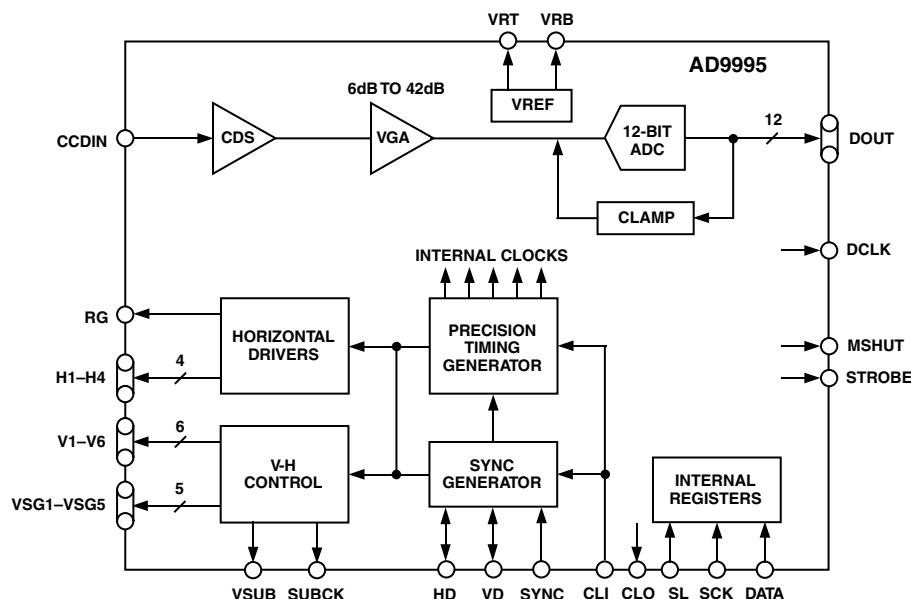 VRT VRB
AD9995
6dB TO 42dB
VREF
CCDIN
CDS
VGA
12-BIT
ADC
12
DOUT
CLAMP
INTERNAL CLOCKS
DCLK
RG
HORIZONTAL
DRIVERS
PRECISION
TIMING
GENERATOR
MSHUT
H1–H4
4
STROBE
V1–V6
6
V-H
CONTROL
SYNC
GENERATOR
INTERNAL
REGISTERS
VSG1–VSG5
5
VSUB SUBCK HD VD SYNC CLI CLO SL SCK DATA